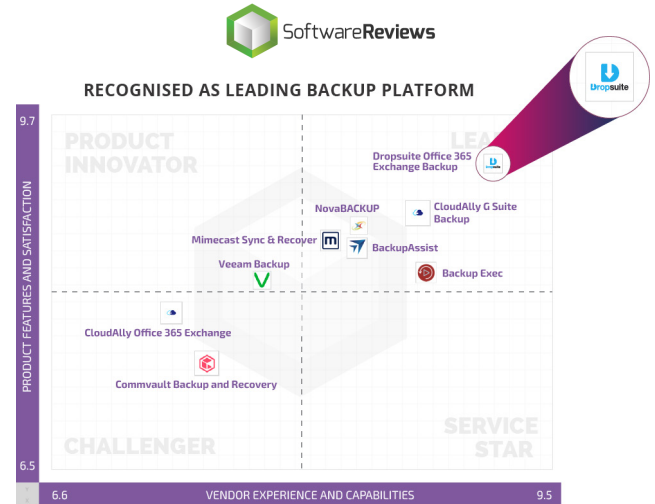 SoftwareReviews
RECOGNISED AS LEADING BACKUP PLATFORM
Dropsuite
9.7
PRODUCT
INNOVATOR
Dropsuite Office 365
Exchange Backup
Dropsuite
NovaBACKUP
CloudAlly G Suite
Backup
Mimecast Sync & Recover
m
BackupAssist
Veeam Backup
Backup Exec
PRODUCT FEATURES AND SATISFACTION
CloudAlly Office 365 Exchange
Commvault Backup and Recovery
SERVICE
STAR
CHALLENGER
6.5
6.6
VENDOR EXPERIENCE AND CAPABILITIES
9.5